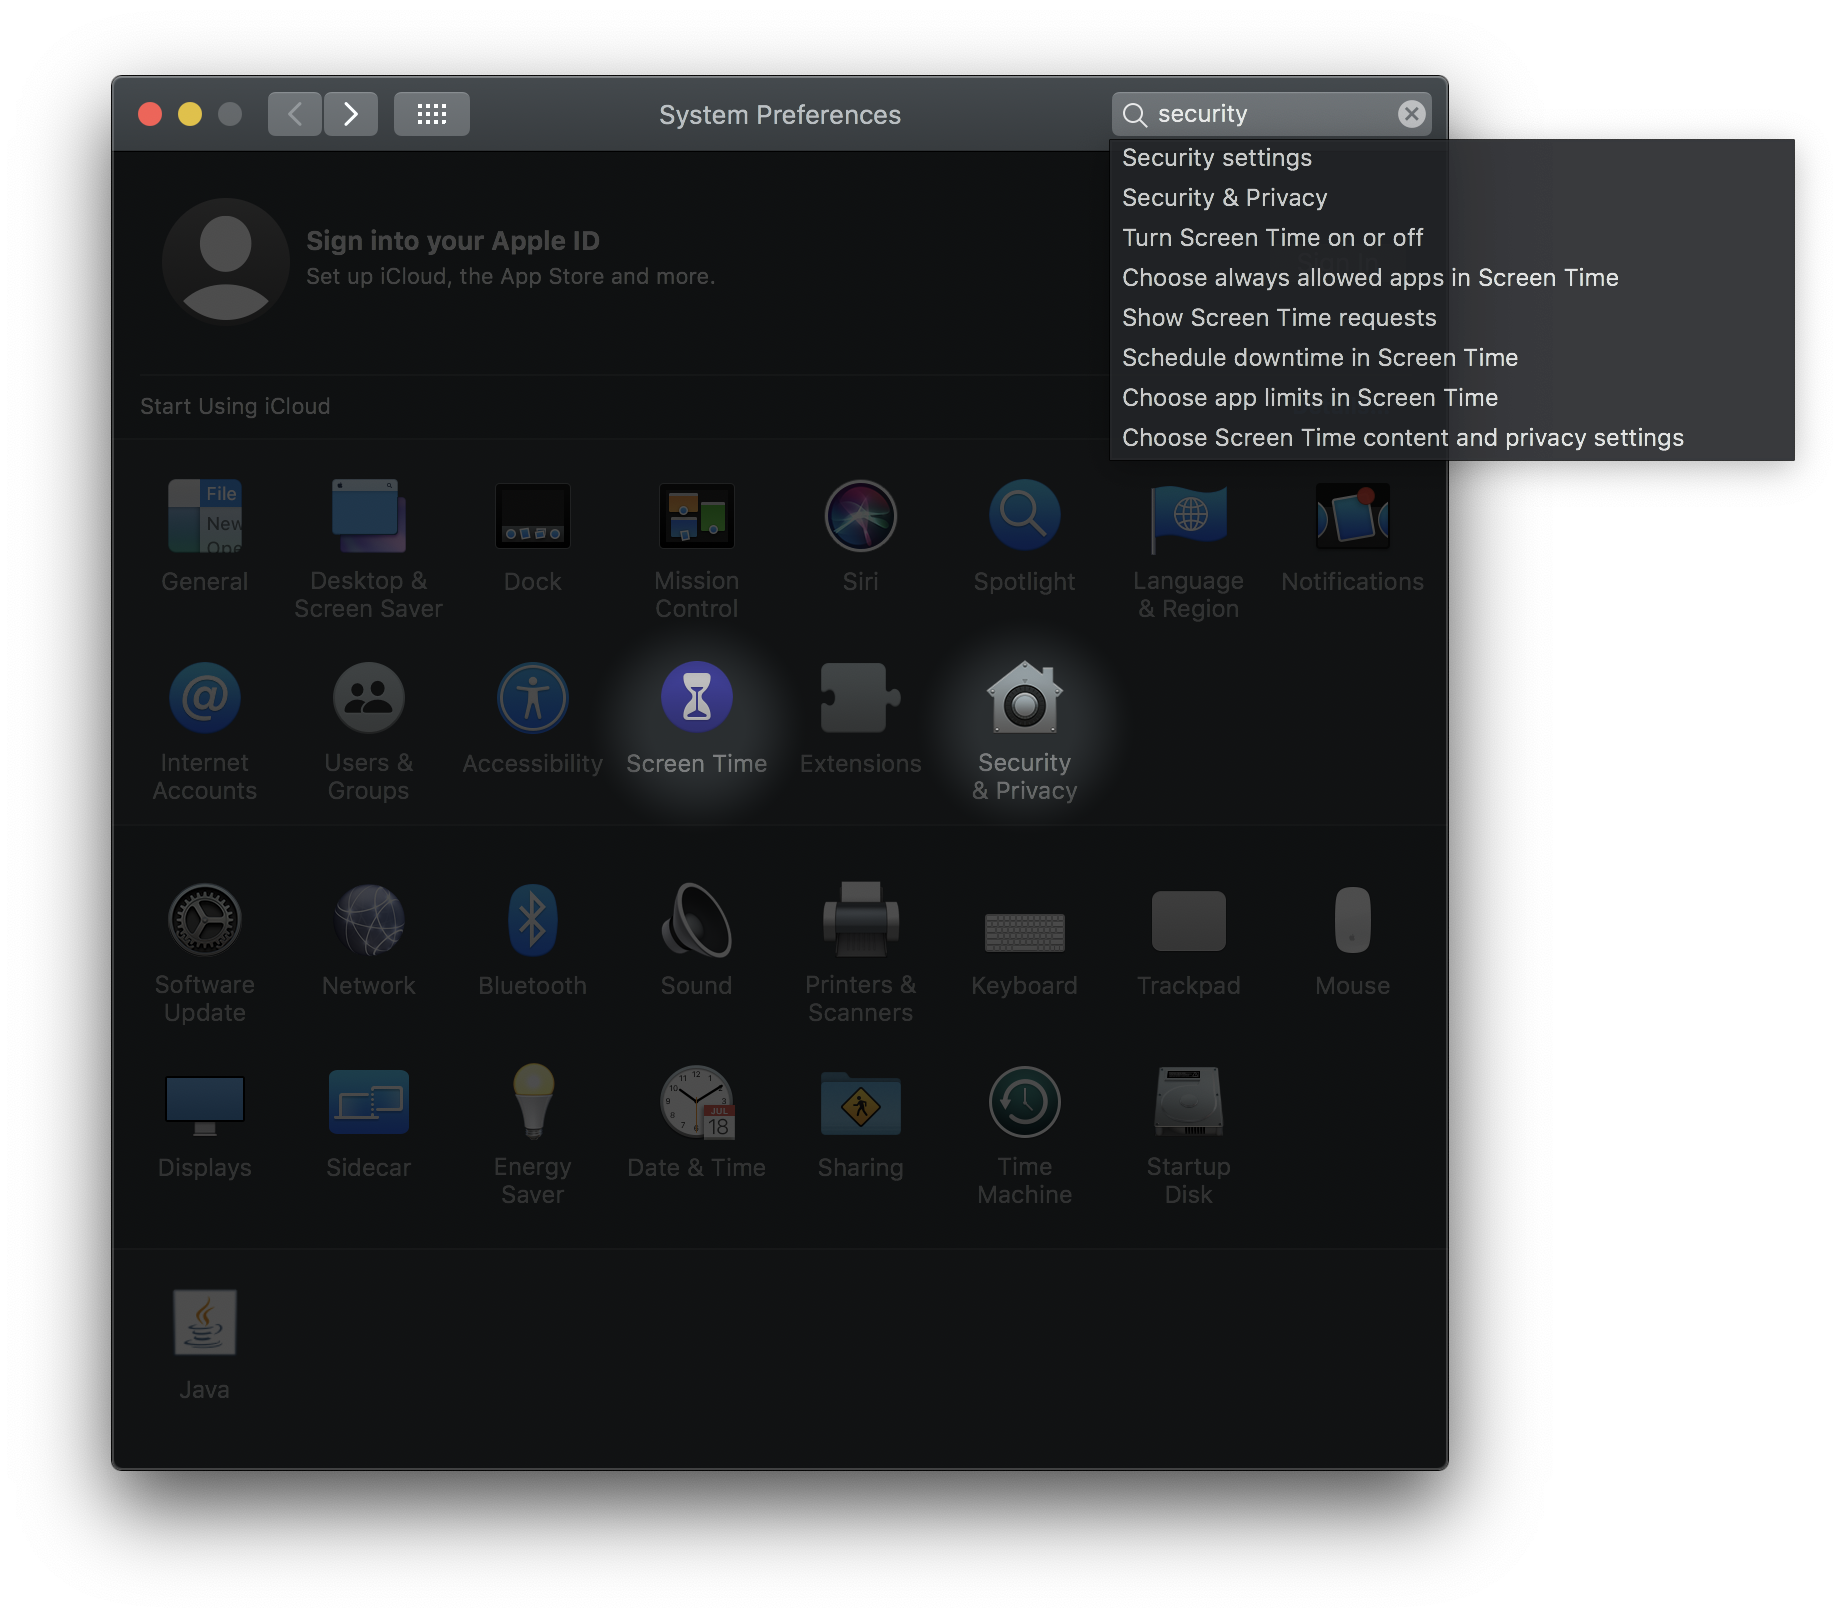 System Preferences
security
Security settings
Security & Privacy
Turn Screen Time on or off
Choose always allowed apps in Screen Time
Show Screen Time requests
Schedule downtime in Screen Time
Choose app limits in Screen Time
Choose Screen Time content and privacy settings
Sign into your Apple ID
Set up iCloud, the App Store and more.
Start Using iCloud
File
New
General
Desktop &
Screen Saver
Dock
Mission
Control
Siri
Spotlight
Language
& Region
Notifications
Internet
Accounts
Users &
Groups
Accessibility
Screen Time
Extensions
Security
& Privacy
Software
Update
Network
Bluetooth
Sound
Printers &
Scanners
Keyboard
Trackpad
Mouse
Displays
Sidecar
Energy
Saver
JUL
18
Date & Time
Sharing
Time
Machine
Startup
Disk
Java